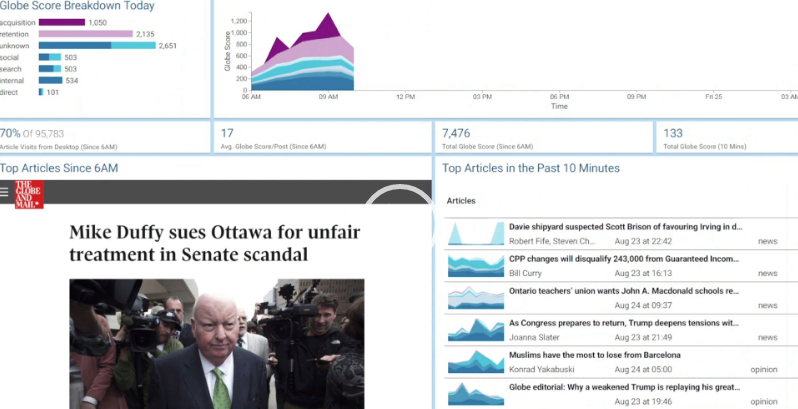 Globe Score Breakdown Today
acquisition 1,050
retention 2,135
unknown 2,651
social 503
search 503
internal 534
direct 101
Globe Score
1,200
1,000
800
600
400
200
0
06 AM 09 AM 12 PM 03 PM 06 PM 09 PM Fri 25 03 AM
Time
70% Of 95,783
Article Visits from Desktop (Since 6AM)
17
Avg. Globe Score/Post (Since 6AM)
7,476
Total Globe Score (Since 6AM)
133
Total Globe Score (10 Mins)
Top Articles Since 6AM
THE
GLOBE
AND
MAIL
Mike Duffy sues Ottawa for unfair
treatment in Senate scandal
Top Articles in the Past 10 Minutes
Articles
Davie shipyard suspected Scott Brison of favouring Irving in d...
Robert Fife, Steven Ch... Aug 23 at 22:42 news
CPP changes will disqualify 243,000 from Guaranteed Incom...
Bill Curry Aug 23 at 16:13 news
Ontario teachers' union wants John A. Macdonald schools re...
Aug 24 at 09:37 news
As Congress prepares to return, Trump deepens tensions wit...
Joanna Slater Aug 23 at 21:49 news
Muslims have the most to lose from Barcelona
Konrad Yakabuski Aug 24 at 05:00 opinion
Globe editorial: Why a weakened Trump is replaying his great...
Aug 23 at 19:46 opinion